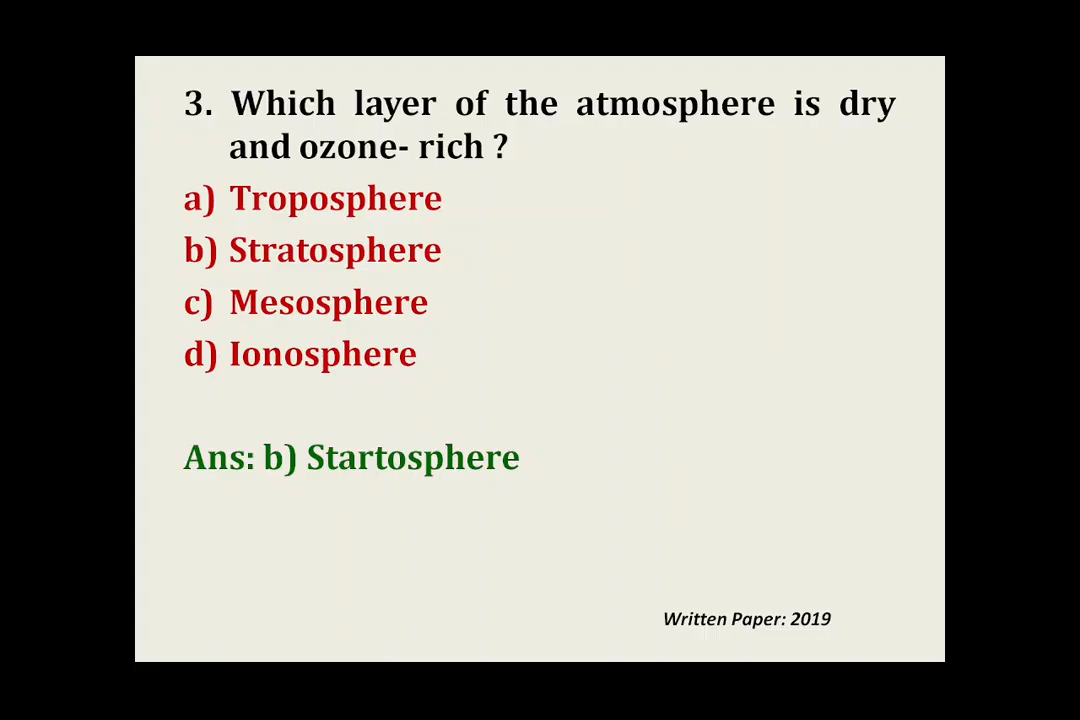 3. Which layer of the atmosphere is dry
and ozone- rich ?
a) Troposphere
b) Stratosphere
c) Mesosphere
d) Ionosphere
Ans: b) Startosphere
Written Paper: 2019